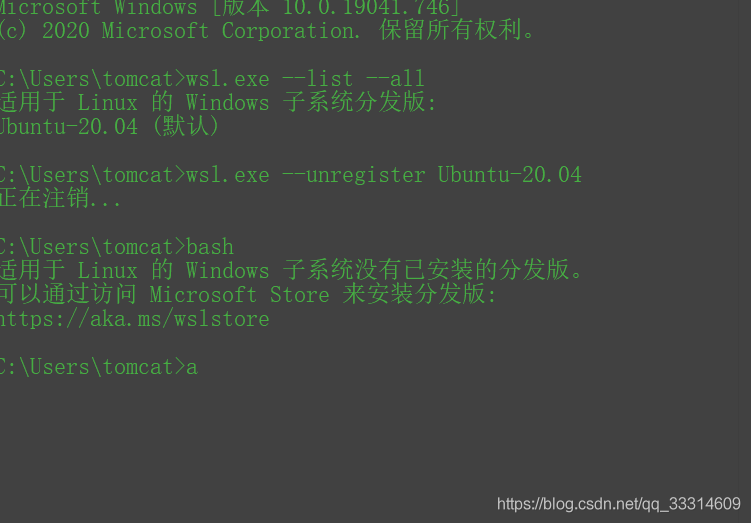 Microsoft Windows [版本 10.0.19041.746]
(c) 2020 Microsoft Corporation. 保留所有权利。
C:\Users\tomcat>wsl.exe --list --all
适用于 Linux 的 Windows 子系统分发版:
Ubuntu-20.04 (默认)
C:\Users\tomcat>wsl.exe --unregister Ubuntu-20.04
正在注销...
C:\Users\tomcat>bash
适用于 Linux 的 Windows 子系统没有已安装的分发版。
可以通过访问 Microsoft Store 来安装分发版:
https://aka.ms/wslstore
C:\Users\tomcat>a
https://blog.csdn.net/qq_33314609